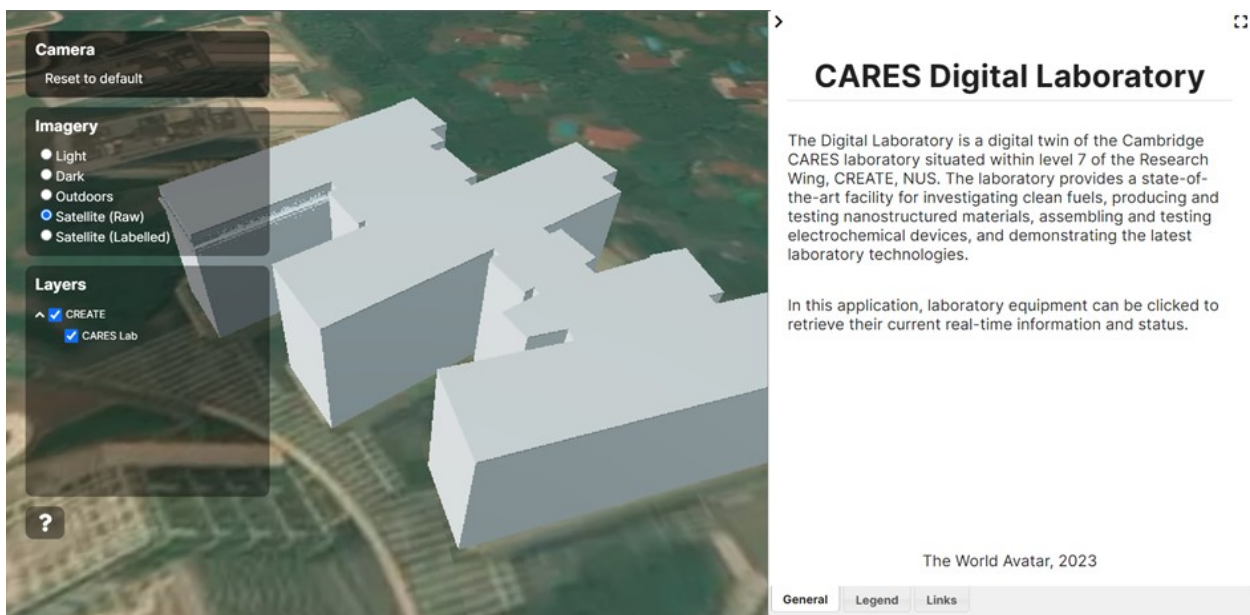 Camera
Reset to default
Imagery
Light
Dark
Outdoors
Satellite (Raw)
Satellite (Labelled)
Layers
CREATE
CARES Lab
?
CARES Digital Laboratory
The Digital Laboratory is a digital twin of the Cambridge
CARES laboratory situated within level 7 of the Research
Wing, CREATE, NUS. The laboratory provides a state-of-
the-art facility for investigating clean fuels, producing and
testing nanostructured materials, assembling and testing
electrochemical devices, and demonstrating the latest
laboratory technologies.
In this application, laboratory equipment can be clicked to
retrieve their current real-time information and status.
The World Avatar, 2023
General Legend Links